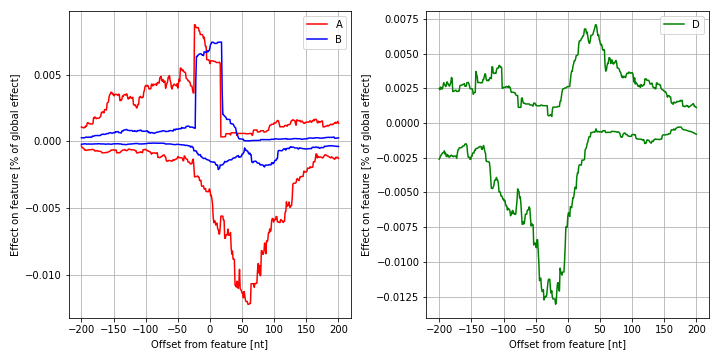 A
B
0.005
0.000
−0.005
−0.010
Effect on feature [% of global effect]
−200 −150 −100 −50 0 50 100 150 200
Offset from feature [nt]
D
0.0075
0.0050
0.0025
0.0000
−0.0025
−0.0050
−0.0075
−0.0100
−0.0125
Effect on feature [% of global effect]
−200 −150 −100 −50 0 50 100 150 200
Offset from feature [nt]